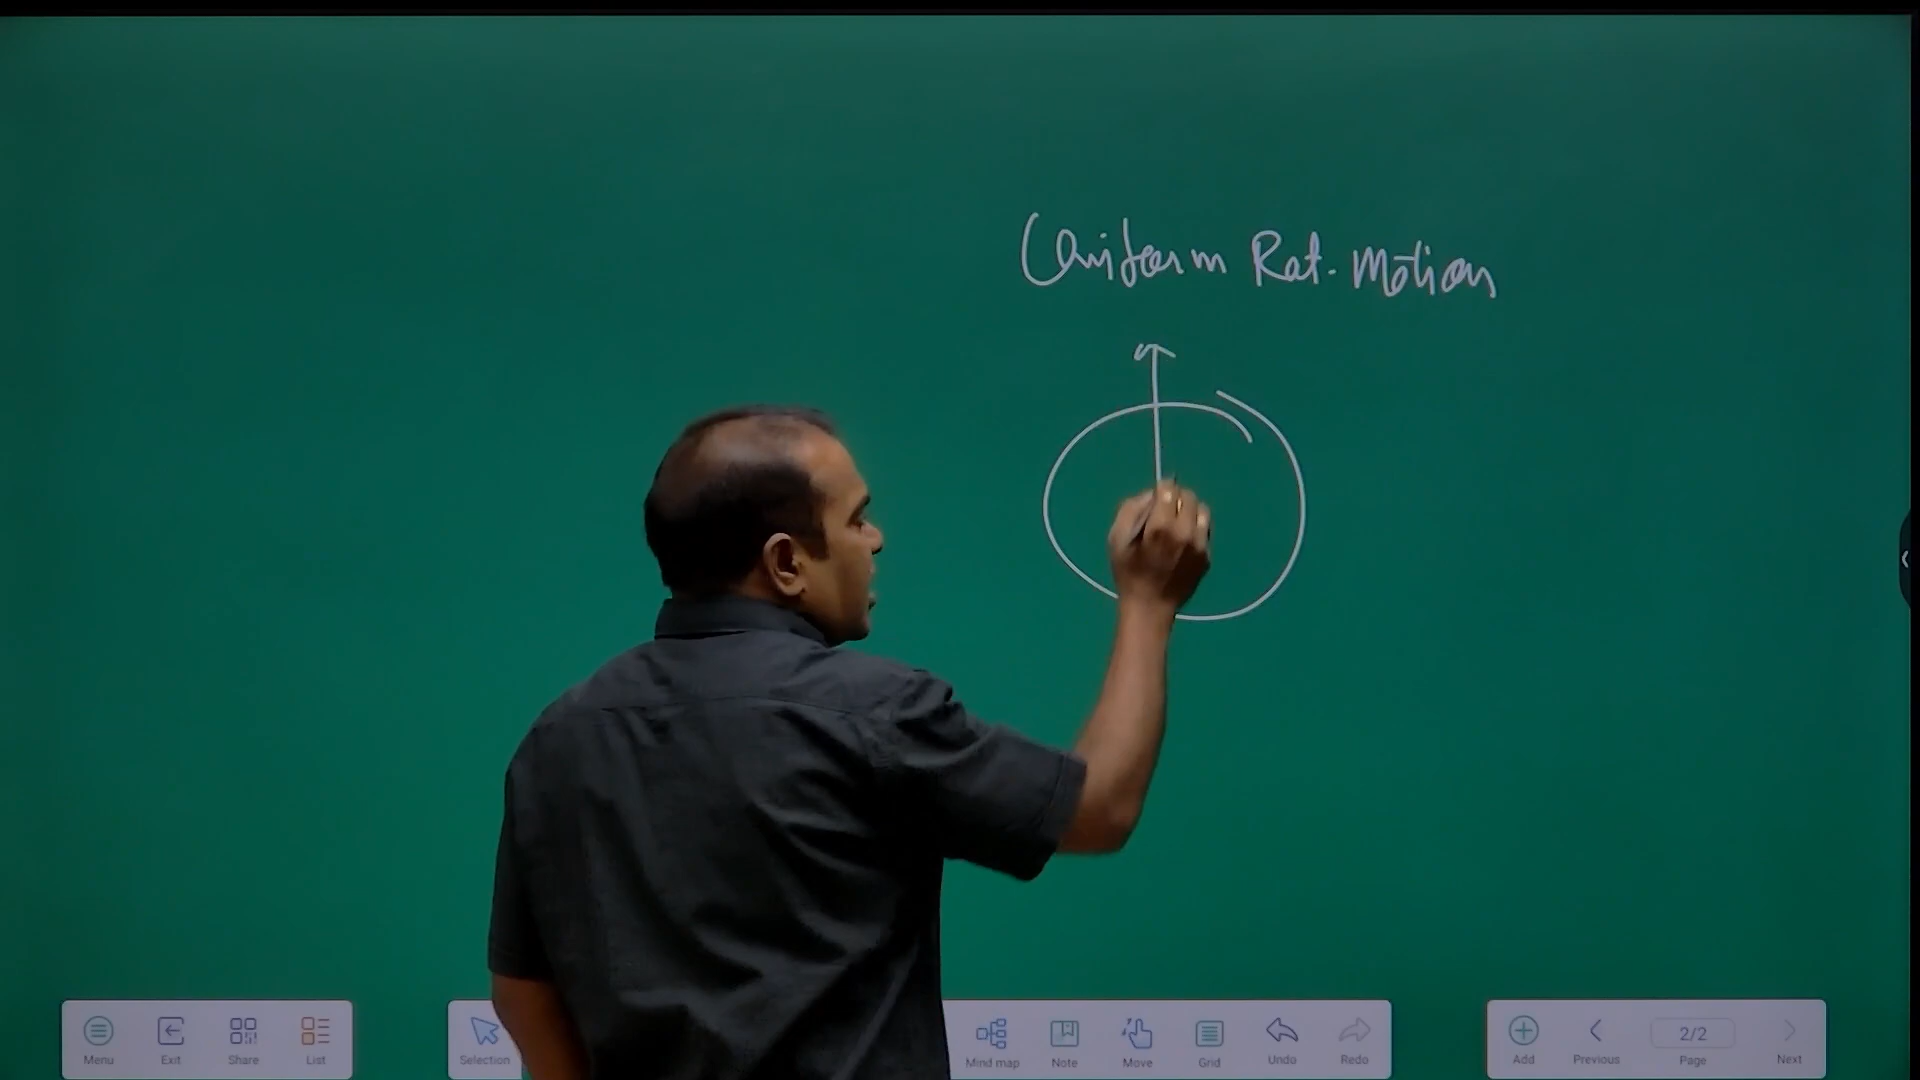 Uniform Rot. Motion
Menu
Exit
Share
List
Selection
Mind map
Note
Move
Grid
Undo
Redo
Add
Previous
2/2
Page
Next